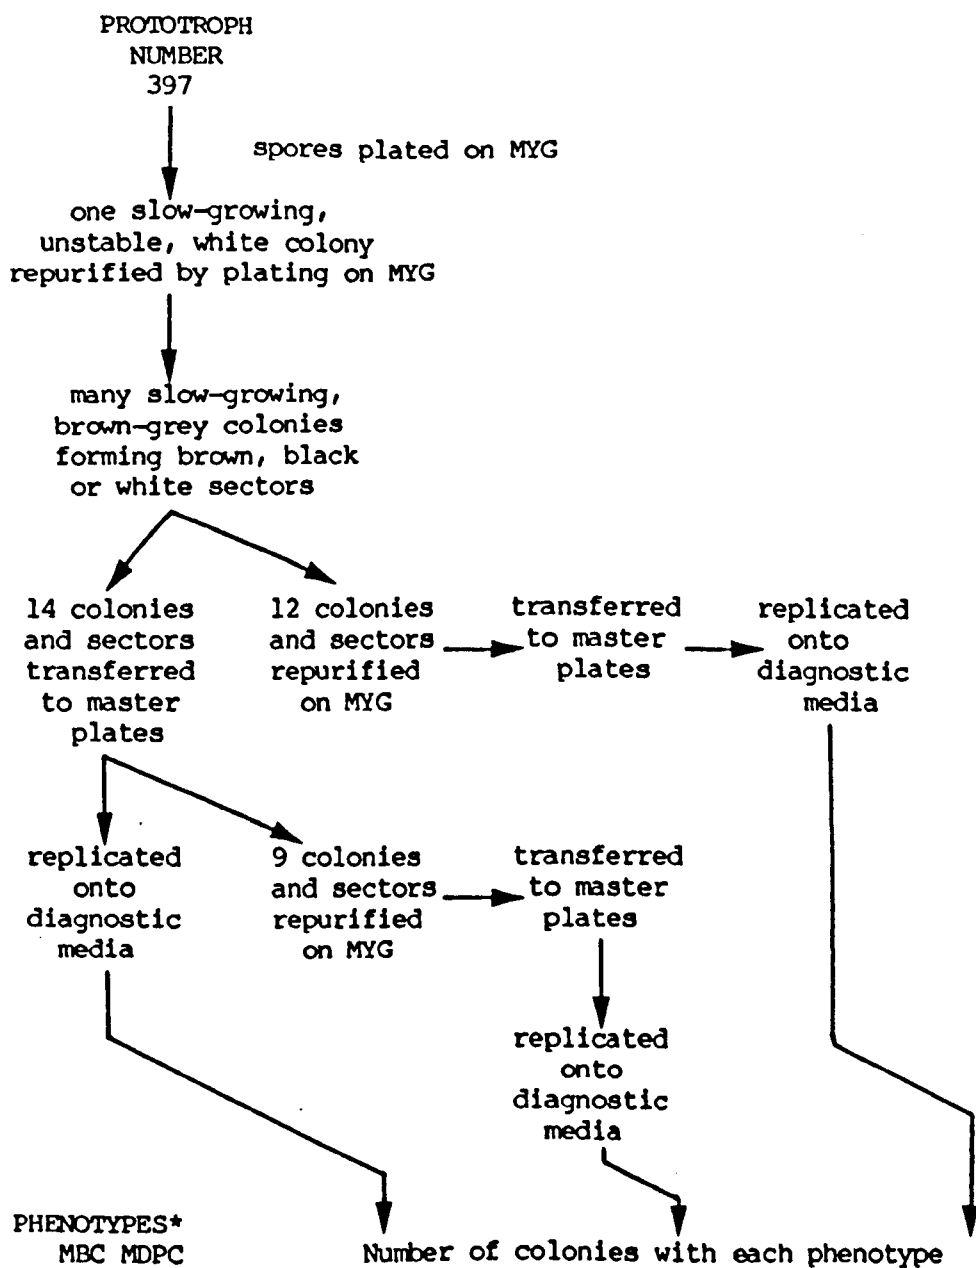 PROTOTROPH
NUMBER
397
spores plated on MYG
one slow-growing,
unstable, white colony
repurified by plating on MYG
many slow-growing,
brown-grey colonies
forming brown, black
or white sectors
14 colonies
and sectors
transferred
to master
plates
12 colonies
and sectors
repurified
on MYG
transferred
to master
plates
replicated
onto
diagnostic
media
replicated
onto
diagnostic
media
9 colonies
and sectors
repurified
on MYG
transferred
to master
plates
replicated
onto
diagnostic
media
PHENOTYPES*
MBC MDPC
Number of colonies with each phenotype